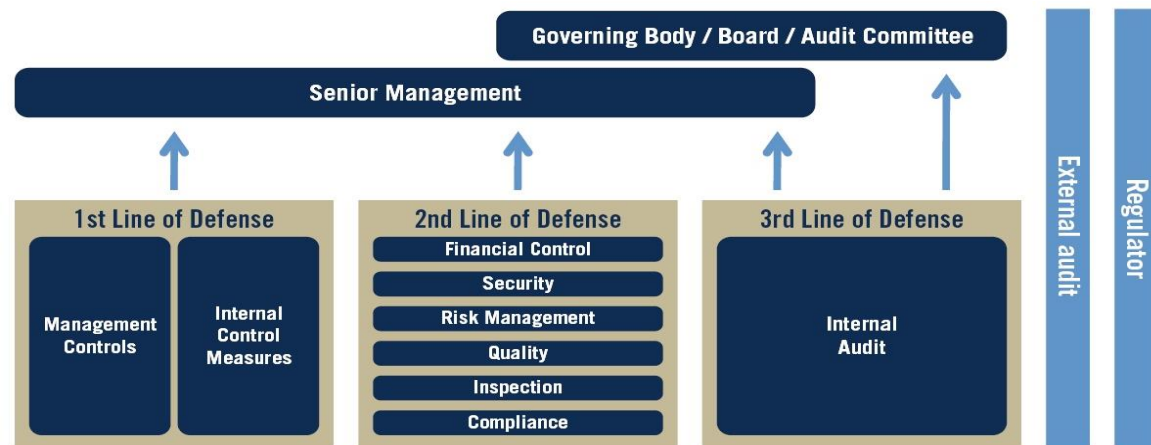 Governing Body / Board / Audit Committee
Senior Management
1st Line of Defense
Management
Controls
Internal
Control
Measures
2nd Line of Defense
Financial Control
Security
Risk Management
Quality
Inspection
Compliance
3rd Line of Defense
Internal
Audit
External audit
Regulator